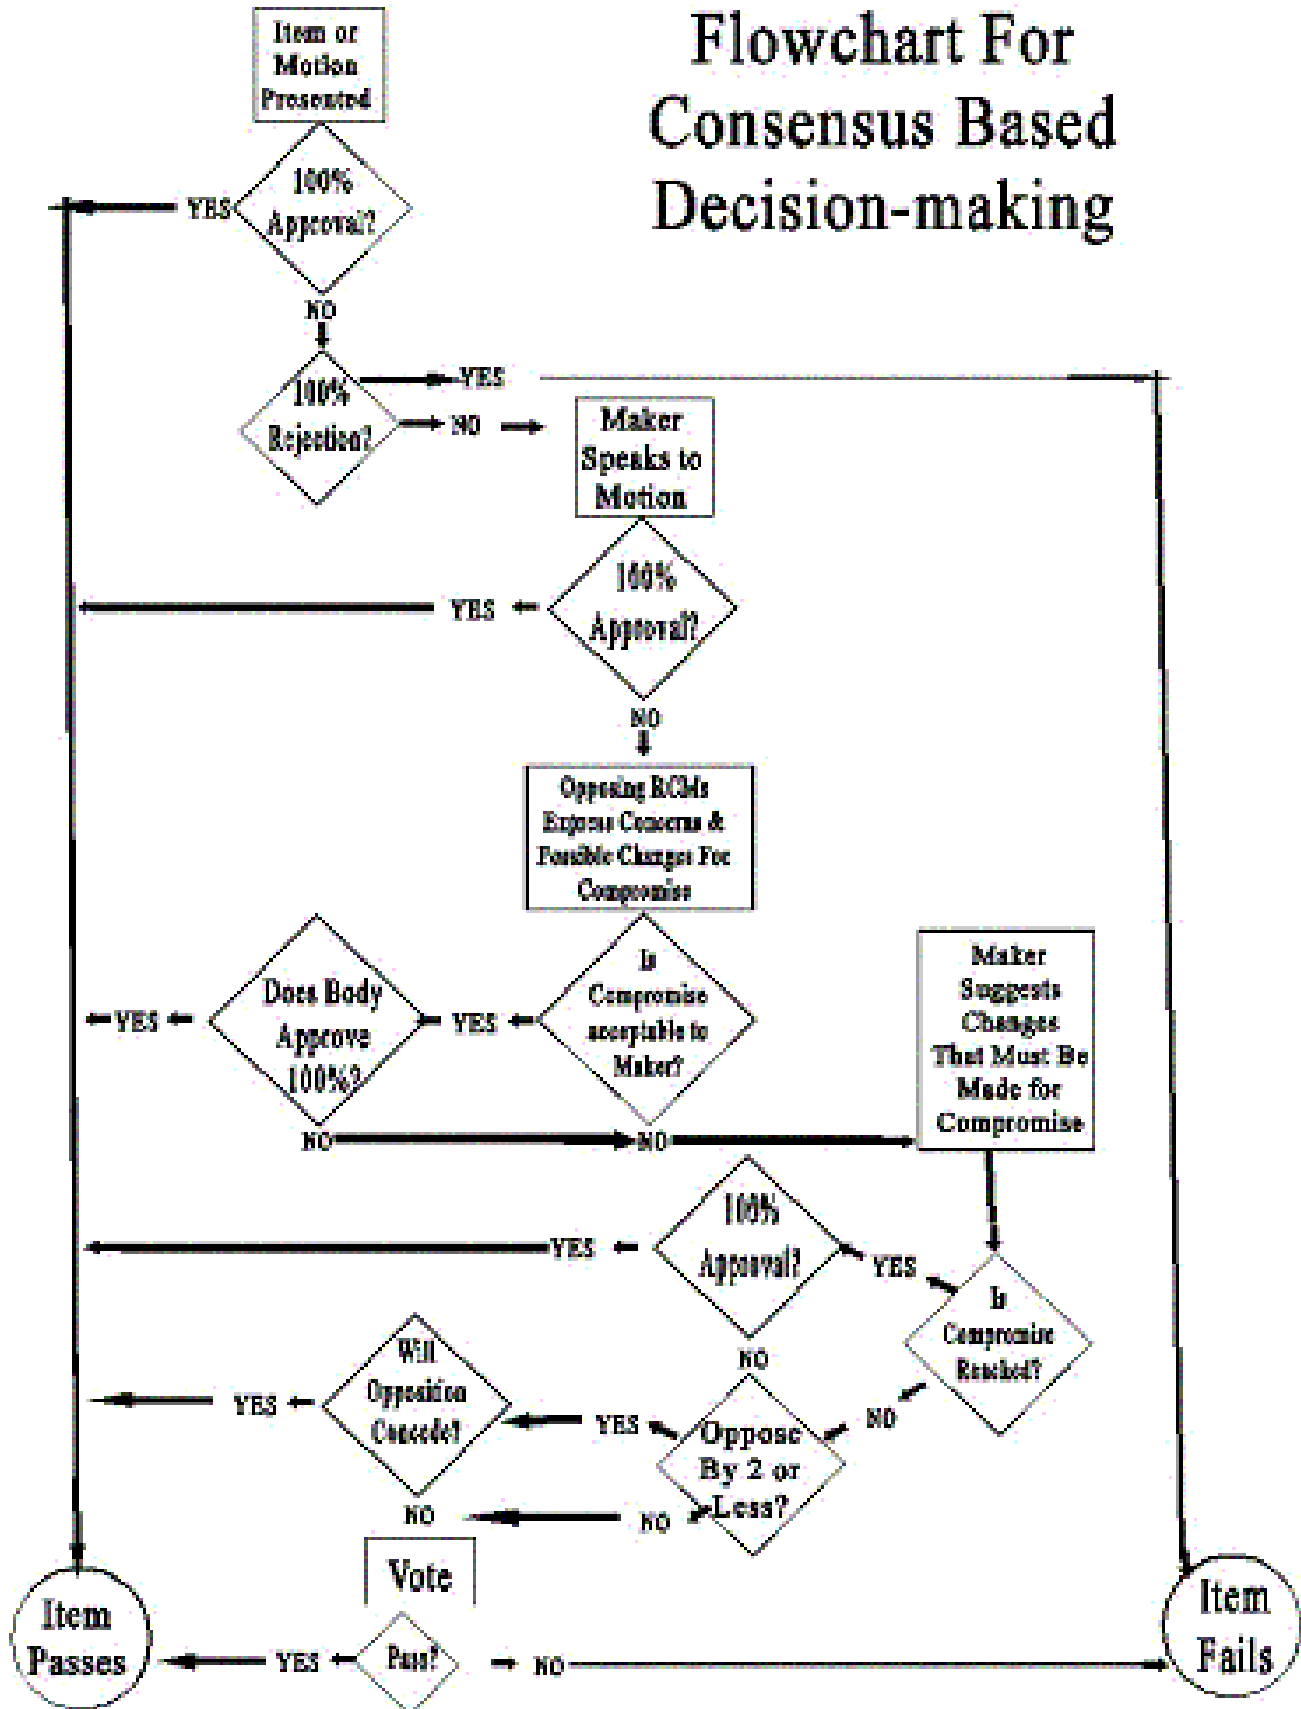 Flowchart For
Consensus Based
Decision-making
Item or
Motion
Presented
100%
Approval?
YES
NO
100%
Rejection?
YES
NO
Maker
Speaks to
Motion
100%
Approval?
YES
NO
Opposing RCMs
Express Concerns &
Possible Changes For
Compromise
Is
Compromise
acceptable to
Maker?
YES
Does Body
Approve
100%?
YES
NO
NO
Maker
Suggests
Changes
That Must Be
Made for
Compromise
Is
Compromise
Reached?
YES
100%
Approval?
YES
NO
NO
Oppose
By 2 or
Less?
YES
Will
Opposition
Concede?
YES
NO
NO
Vote
Pass?
YES
NO
Item
Passes
Item
Fails